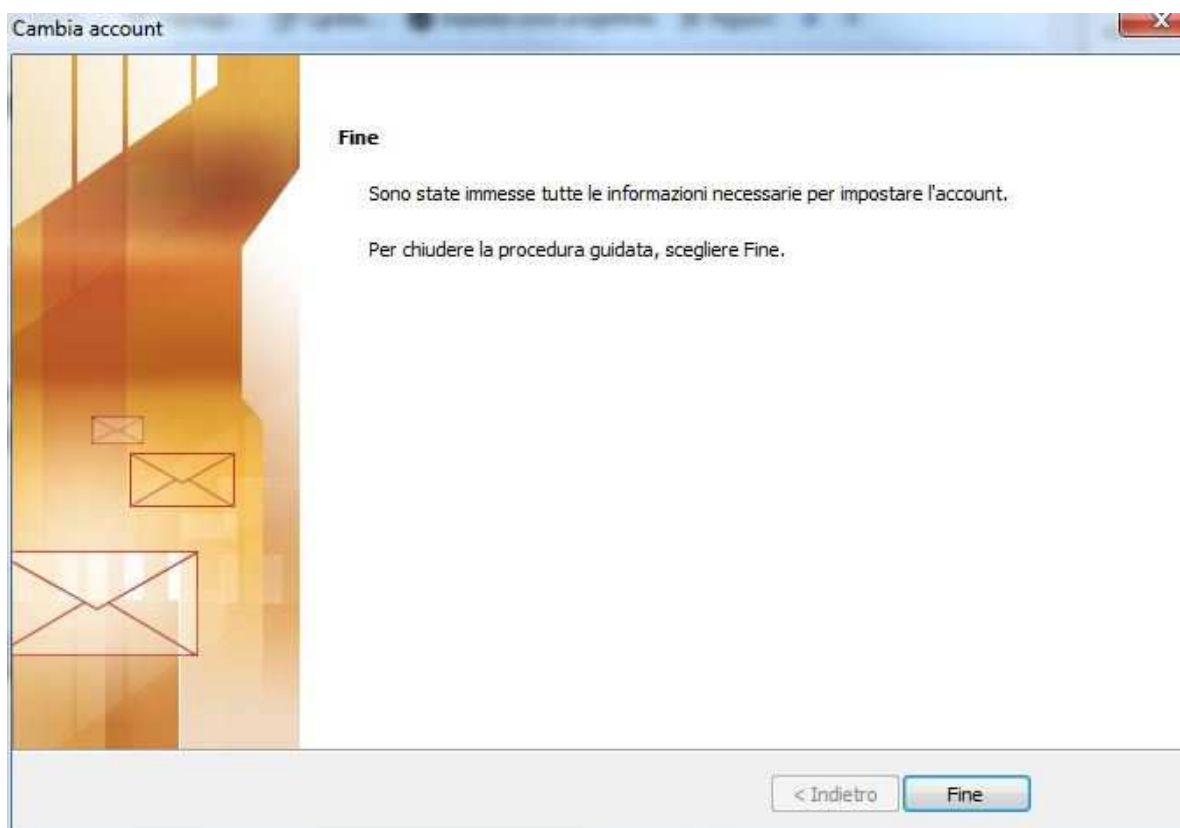 Cambia account
Fine
Sono state immesse tutte le informazioni necessarie per impostare l'account.
Per chiudere la procedura guidata, scegliere Fine.
< Indietro
Fine